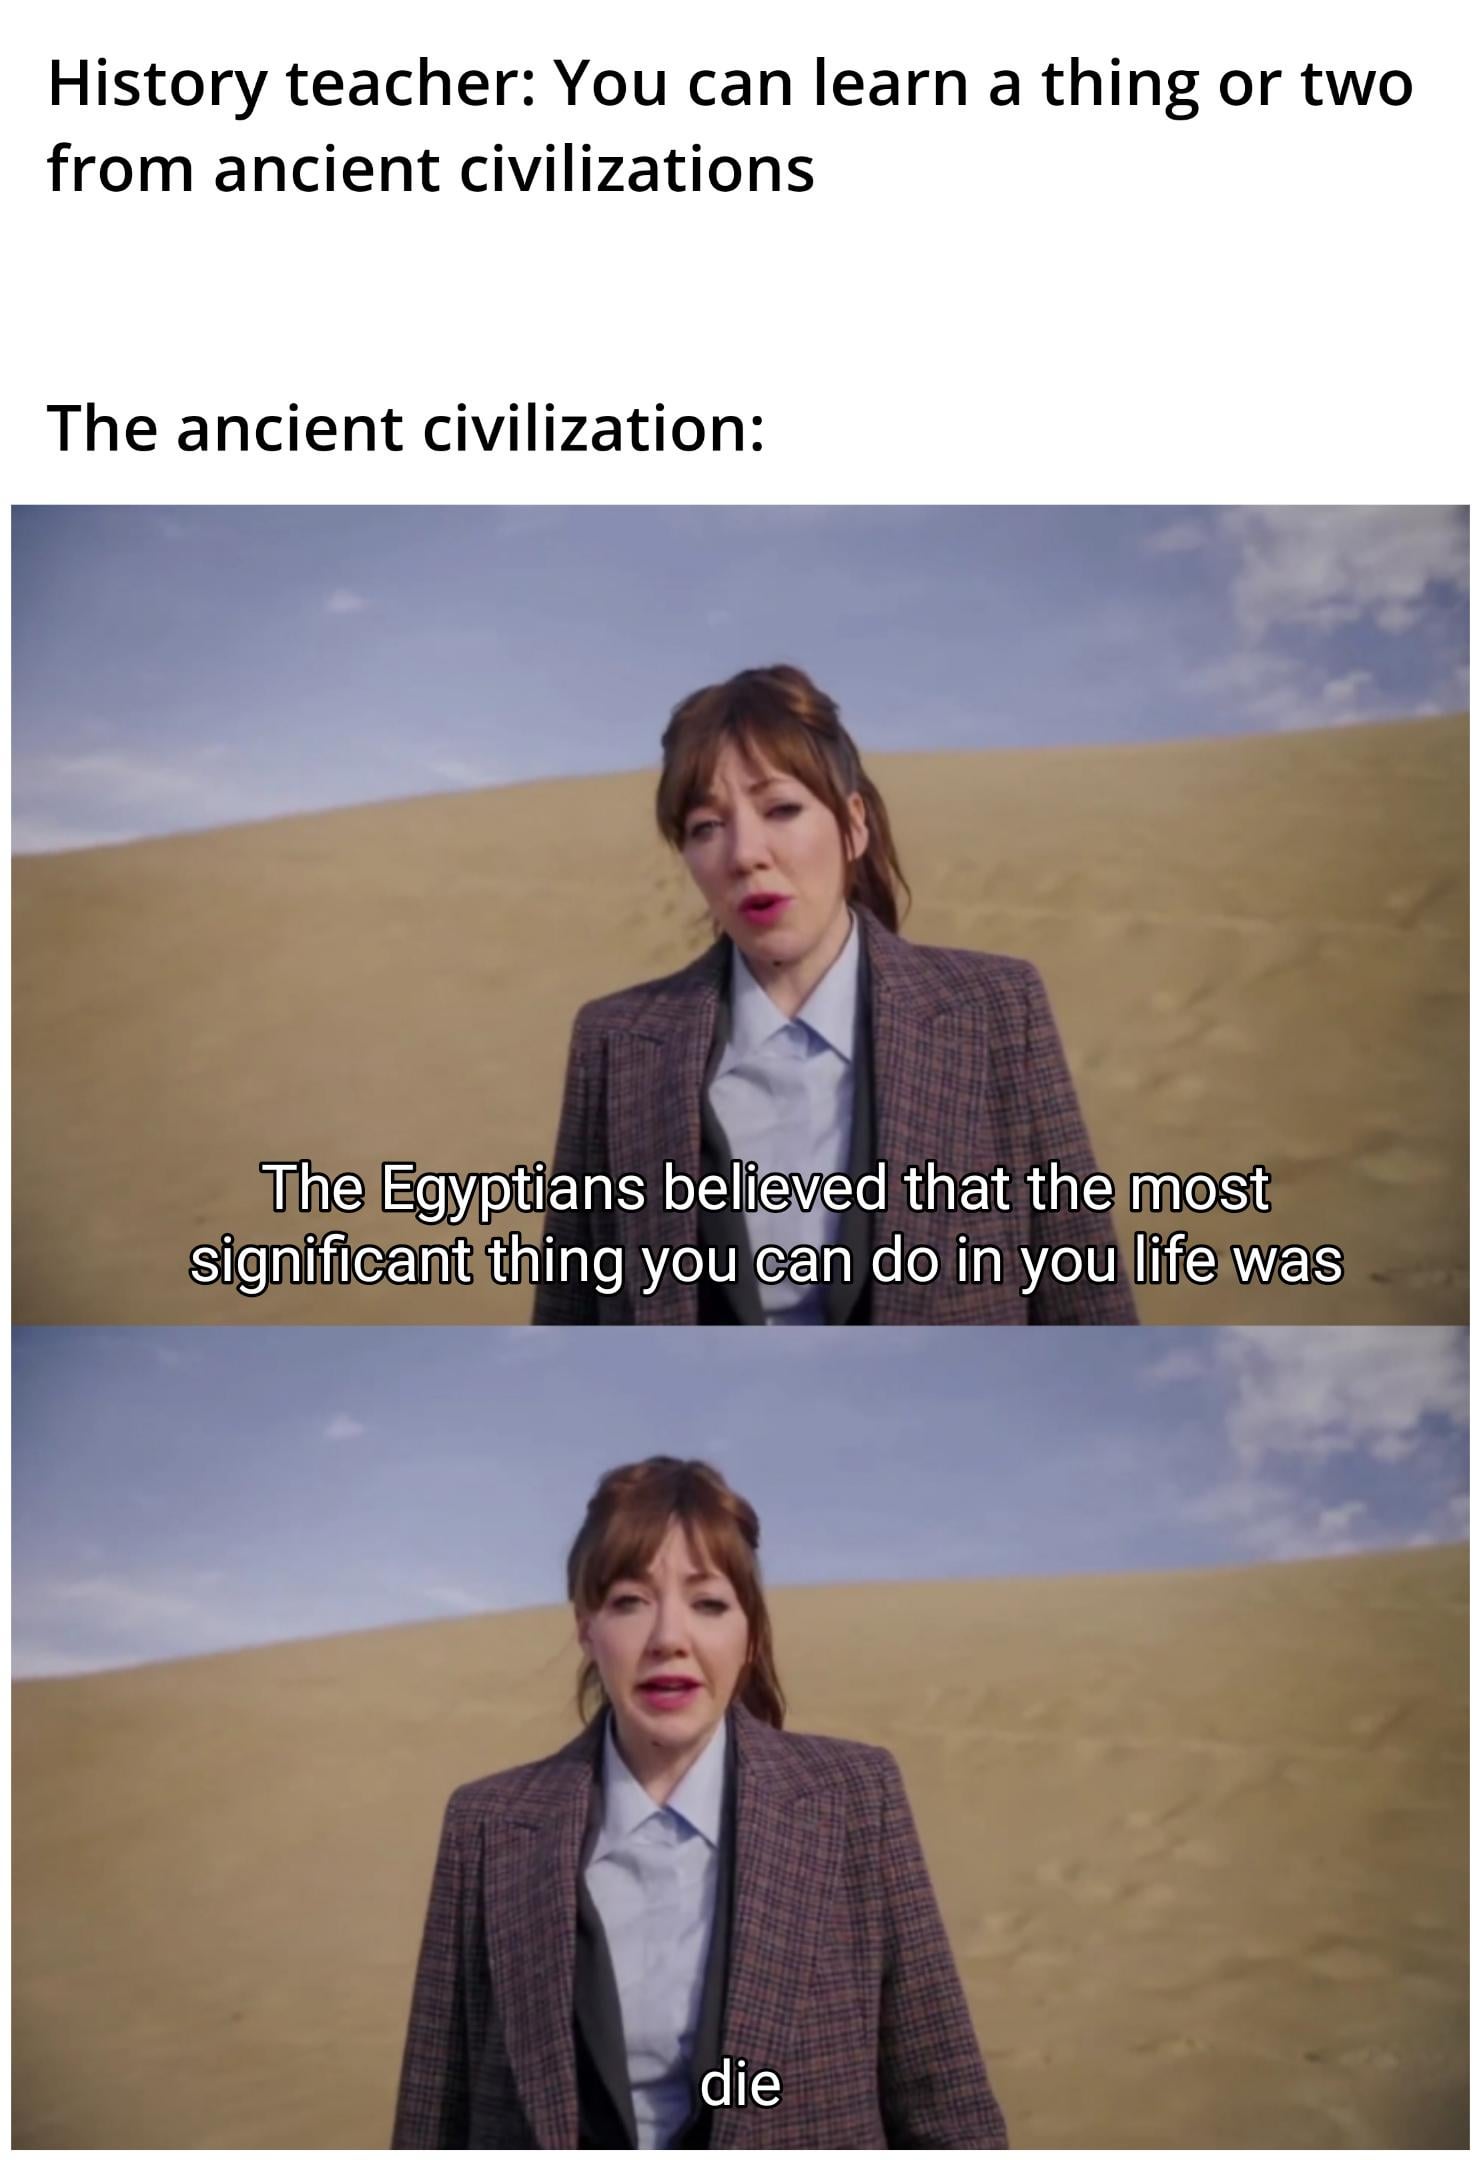 History teacher: You can learn a thing or two
from ancient civilizations
The ancient civilization:
The Egyptians believed that the most
significant thing you can do in you life was
die